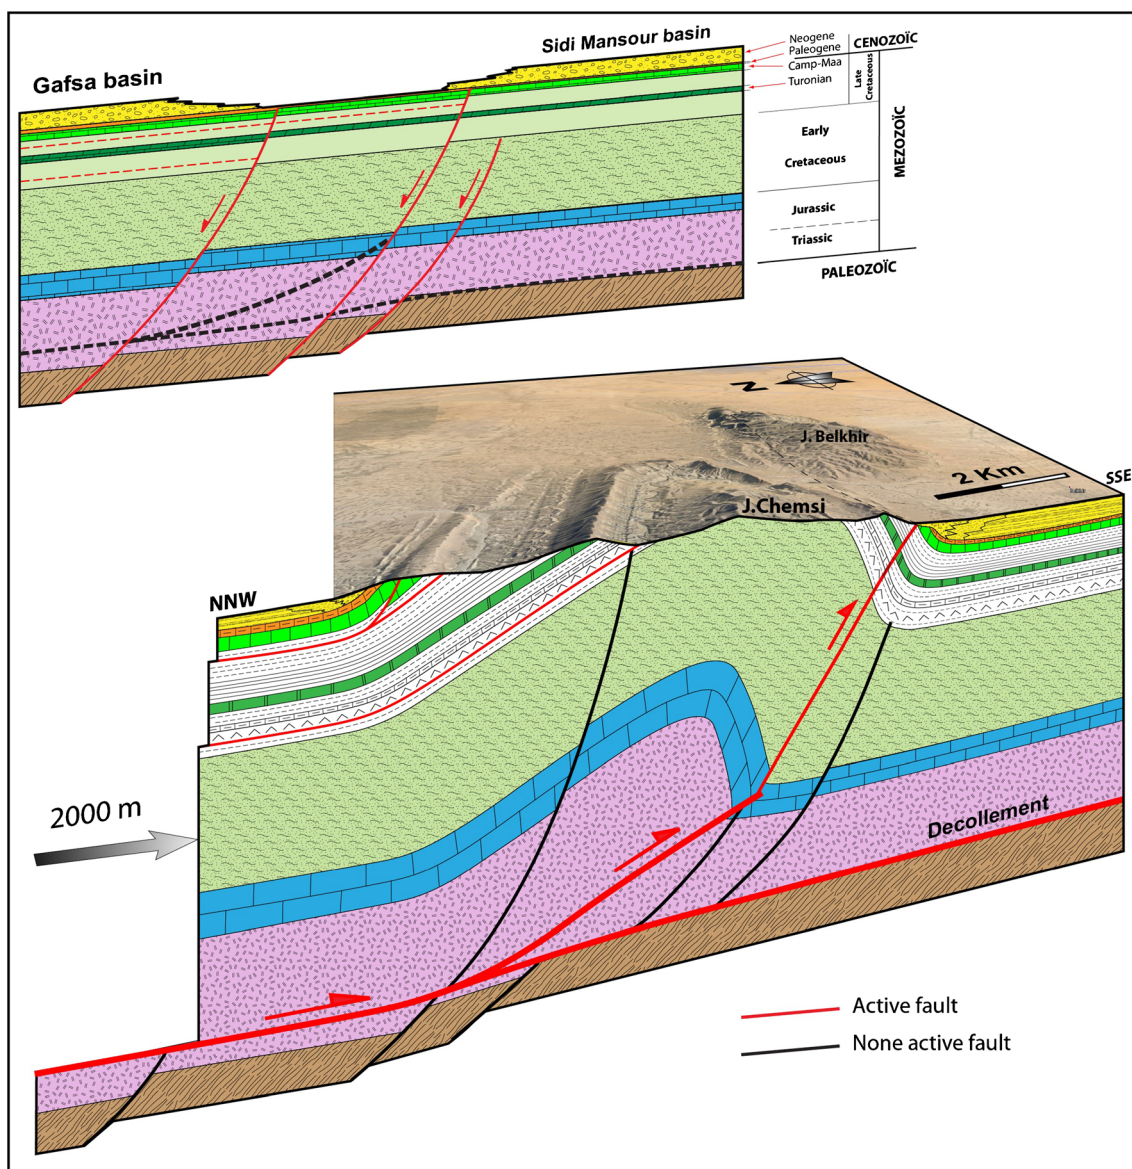 Gafsa basin
Sidi Mansour basin
Neogene
Paleogene
Camp-Maa
Turonian
Late
Cretaceous
CENOZOÏC
Early
Cretaceous
Jurassic
Triassic
MEZOZOÏC
PALEOZOÏC
N
J. Belkhir
2 Km
SSE
J.Chemsi
NNW
2000 m
Decollement
Active fault
None active fault